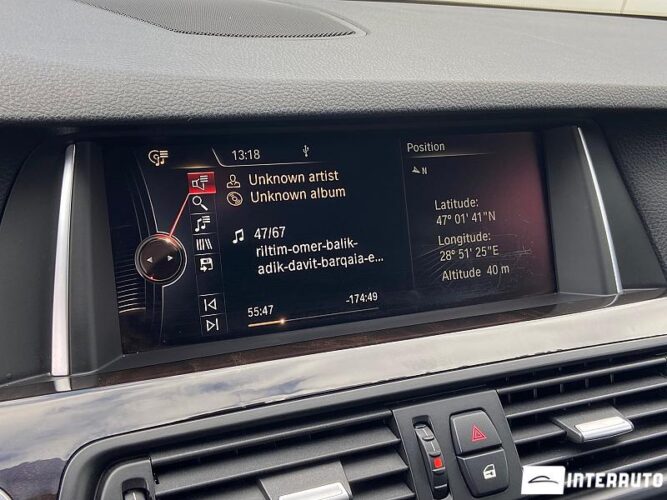 13:18
Unknown artist
Unknown album
47/67
riltim-omer-balik-
adik-davit-barqaia-e...
55:47
-174:49
Position
N
Latitude:
47° 01' 41"N
Longitude:
28° 51' 25"E
Altitude 40 m
INTERRAUTO